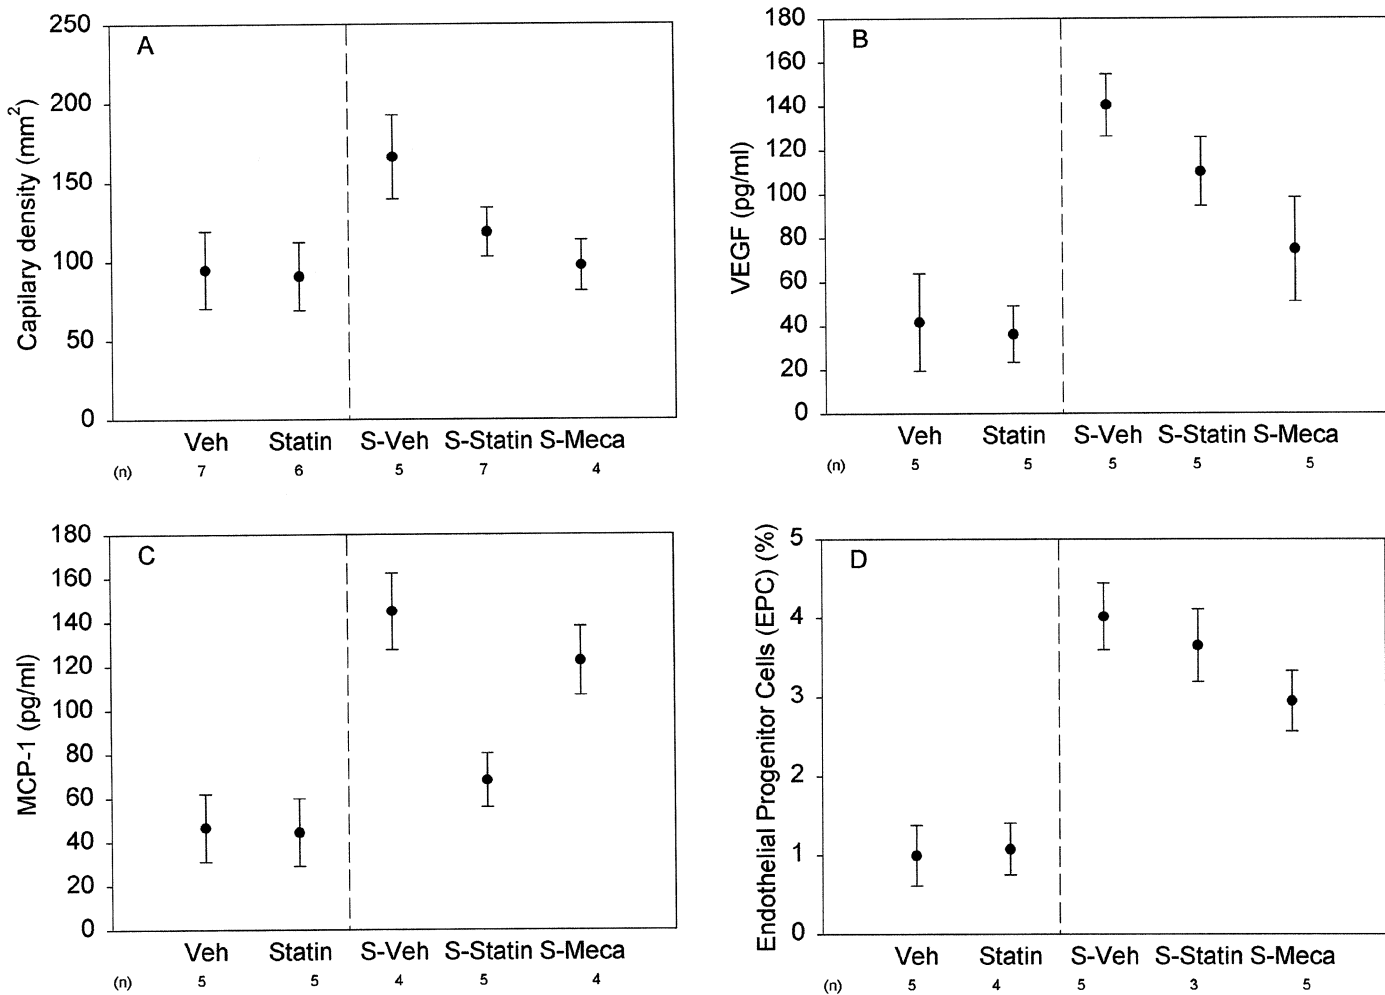 A
Capilary density (mm2)
250
200
150
100
50
0
Veh Statin S-Veh S-Statin S-Meca
(n) 7 6 5 7 4
B
VEGF (pg/ml)
180
160
140
120
100
80
60
40
20
0
Veh Statin S-Veh S-Statin S-Meca
(n) 5 5 5 5 5
C
MCP-1 (pg/ml)
180
160
140
120
100
80
60
40
20
0
Veh Statin S-Veh S-Statin S-Meca
(n) 5 5 4 5 4
D
Endothelial Progenitor Cells (EPC) (%)
5
4
3
2
1
0
Veh Statin S-Veh S-Statin S-Meca
(n) 5 4 5 3 5